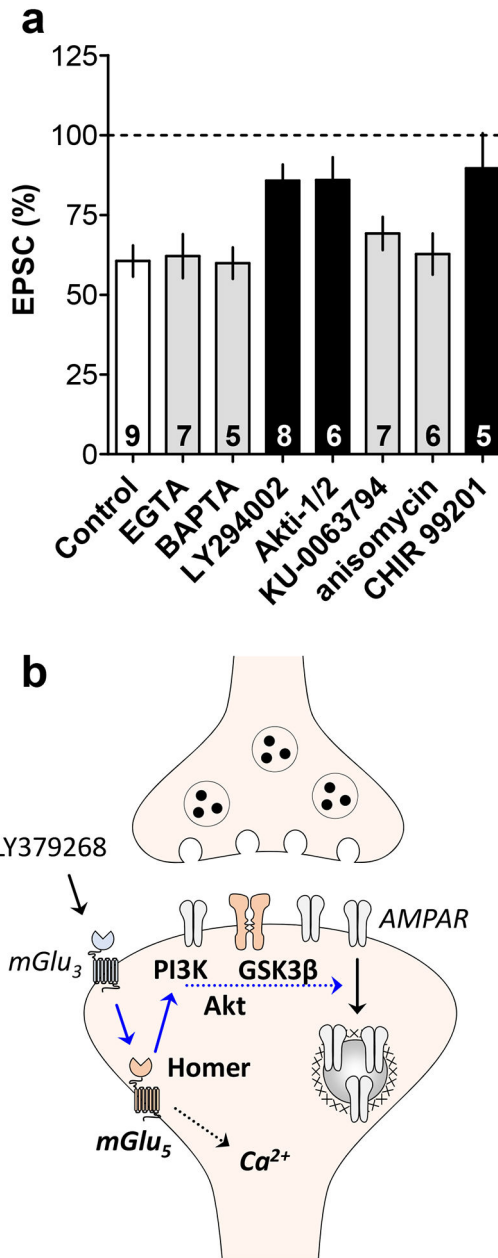 a
125
100
75
50
25
0
EPSC (%)
9 7 5 8 6 7 6 5
Control
EGTA
BAPTA
LY294002
Akti-1/2
KU-0063794
anisomycin
CHIR 99201
b
LY379268
AMPAR
mGlu3
PI3K GSK3β
Akt
Homer
mGlu5
Ca2+